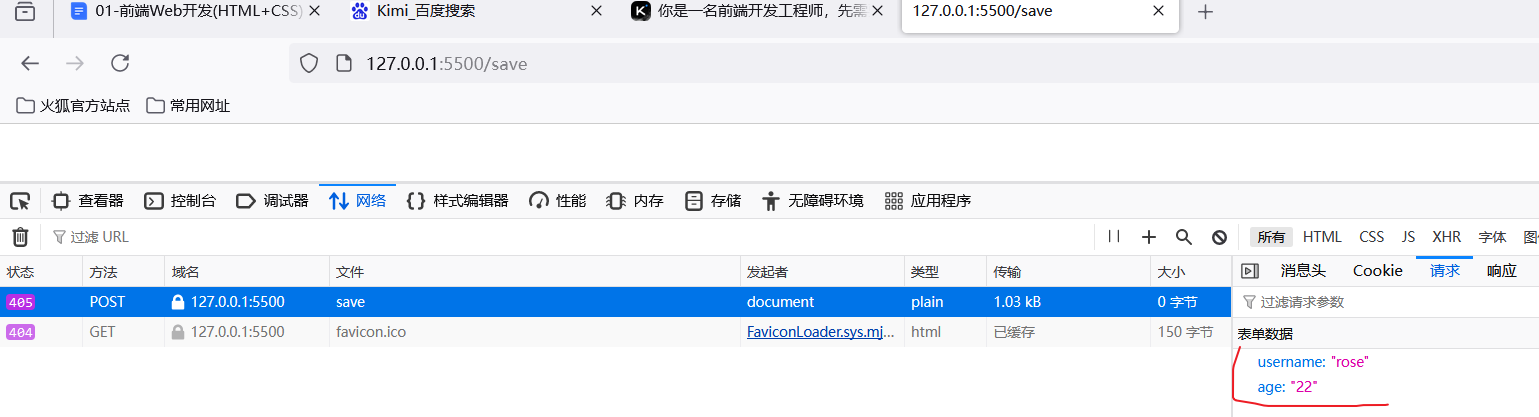 01-前端Web开发(HTML+CSS) Kimi_百度搜索 你是一名前端开发工程师，先需 127.0.0.1:5500/save
127.0.0.1:5500/save
火狐官方站点 常用网址
查看器 控制台 调试器 网络 样式编辑器 性能 内存 存储 无障碍环境 应用程序
过滤 URL 所有 HTML CSS JS XHR 字体
状态 方法 域名 文件 发起者 类型 传输 大小 消息头 Cookie 请求 响应
405 POST 127.0.0.1:5500 save document plain 1.03 kB 0 字节 过滤请求参数
404 GET 127.0.0.1:5500 favicon.ico FaviconLoader.sys.mj... html 已缓存 150 字节 表单数据
username: "rose"
age: "22"